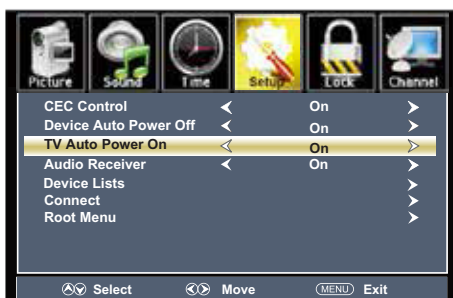 Picture Sound Time Setup Lock Channel
CEC Control On
Device Auto Power Off On
TV Auto Power On On
Audio Receiver On
Device Lists
Connect
Root Menu
Select Move MENU Exit